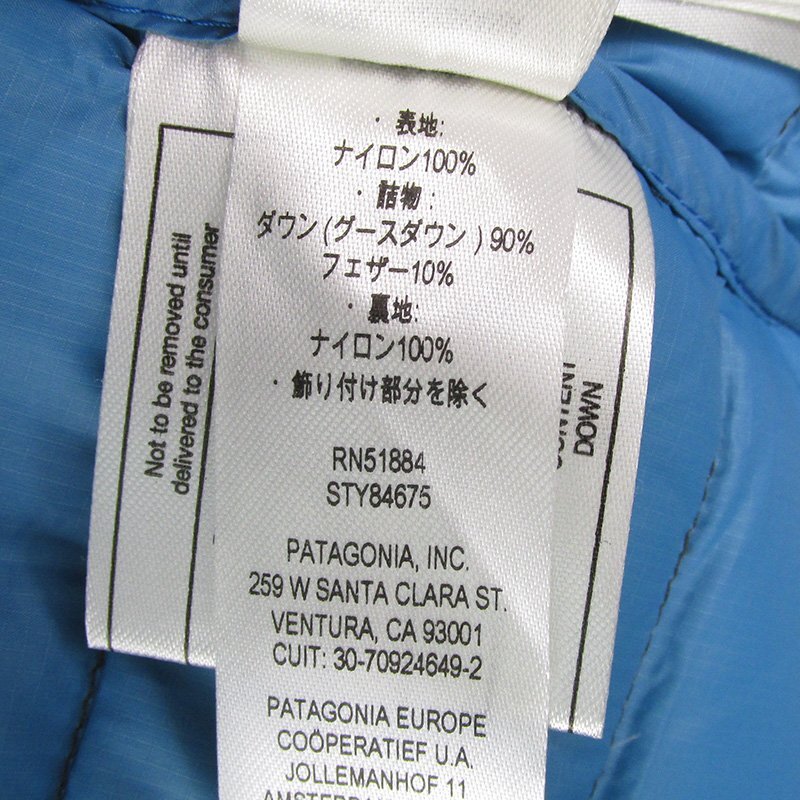 ・表地:
ナイロン100%
・詰物:
ダウン(グースダウン)90%
フェザー10%
・裏地:
ナイロン100%
・飾り付け部分を除く
RN51884
STY84675
PATAGONIA, INC.
259 W SANTA CLARA ST.
VENTURA, CA 93001
CUIT: 30-70924649-2
PATAGONIA EUROPE
COÖPERATIEF U.A.
JOLLEMANHOF 11
Not to be removed until
delivered to the consumer
DOWN